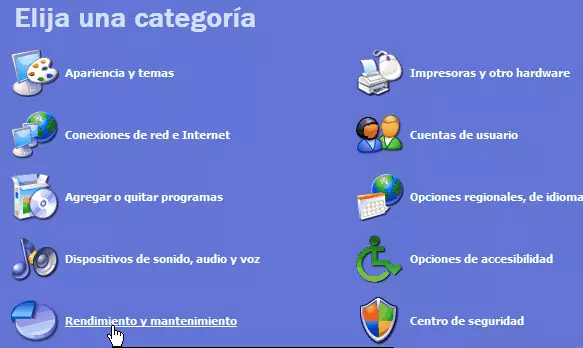 Elija una categoría
Apariencia y temas
Impresoras y otro hardware
Conexiones de red e Internet
Cuentas de usuario
Agregar o quitar programas
Opciones regionales, de idioma
Dispositivos de sonido, audio y voz
Opciones de accesibilidad
Rendimiento y mantenimiento
Centro de seguridad